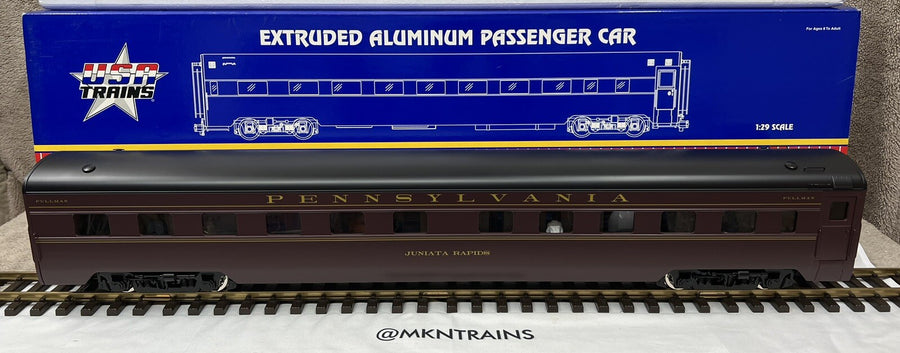 EXTRUDED ALUMINUM PASSENGER CAR
For Ages 8 To Adult
USA
TRAINS
1:29 SCALE
PENNSYLVANIA
PULLMAN
PULLMAN
JUNIATA RAPIDS
@MKNTRAINS